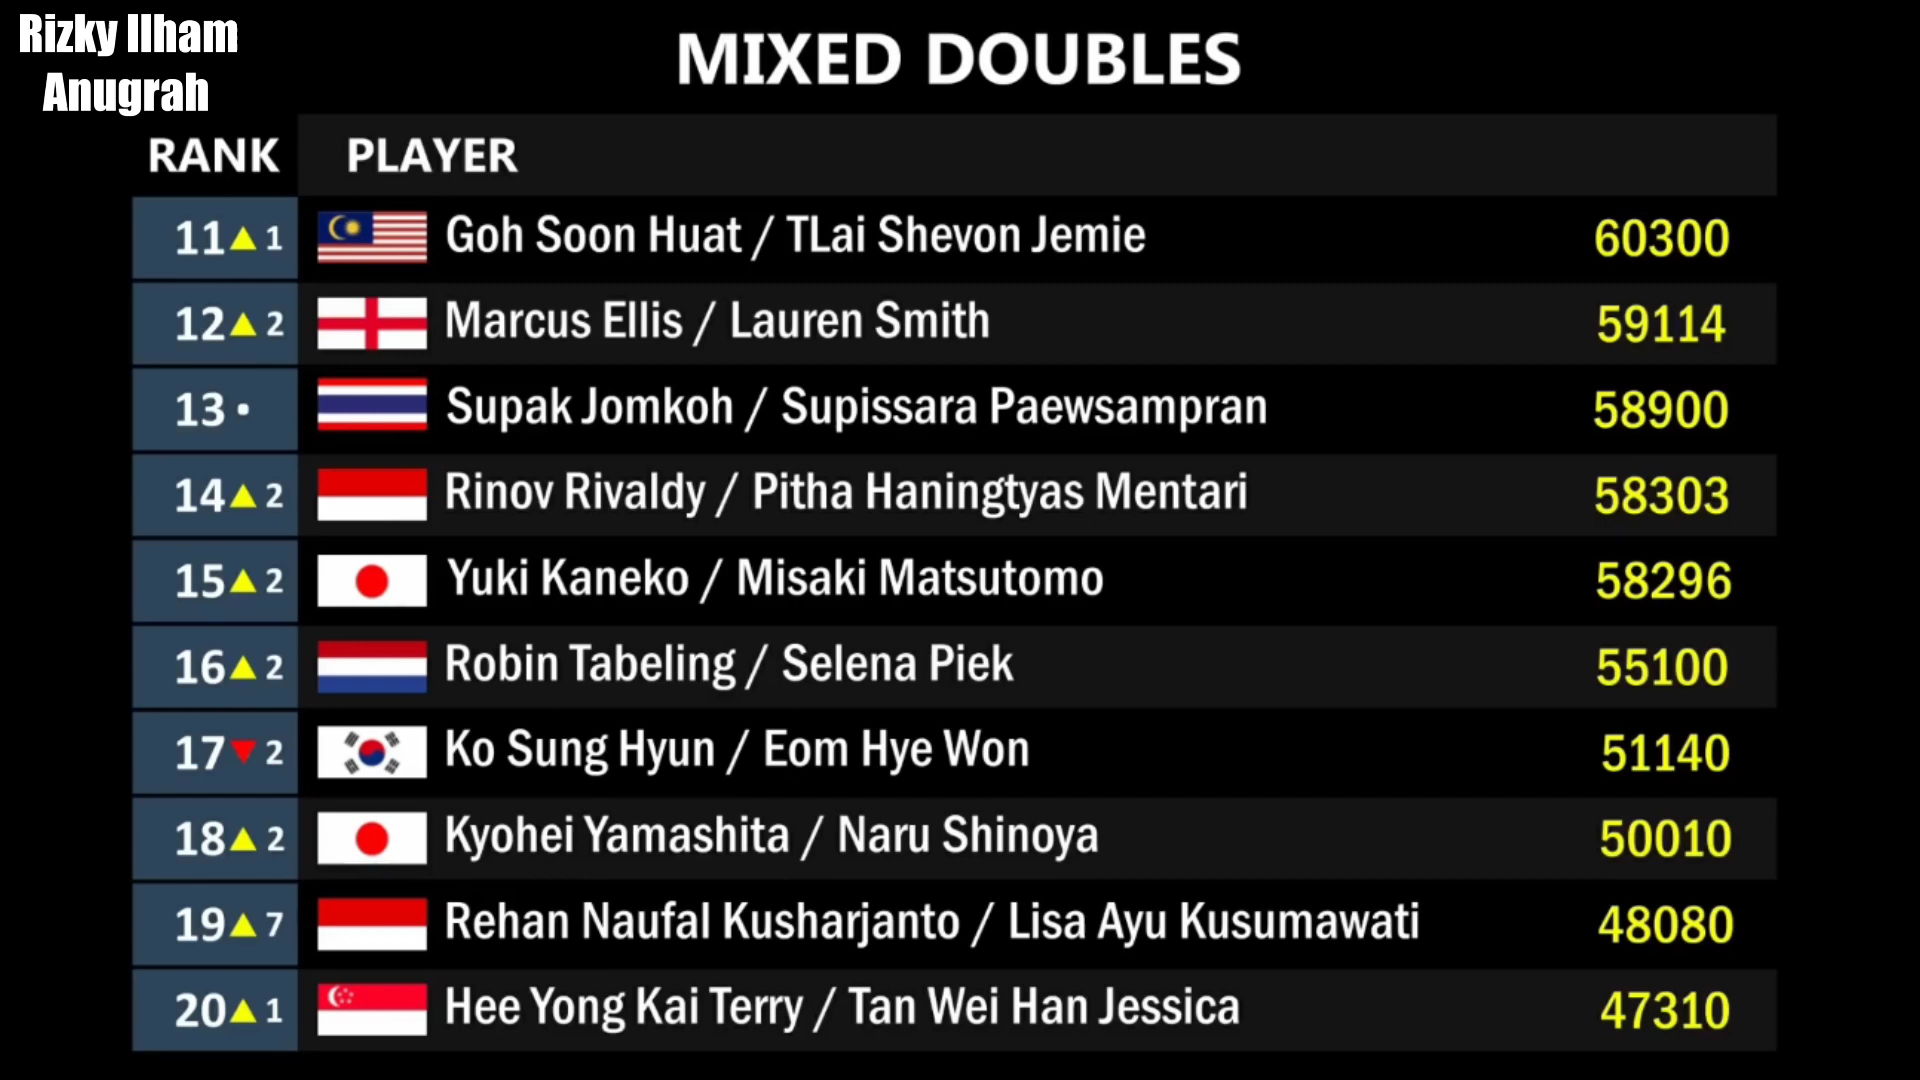 Rizky Ilham
Anugrah
MIXED DOUBLES
RANK PLAYER
11 ▲ 1 Goh Soon Huat / TLai Shevon Jemie 60300
12 ▲ 2 Marcus Ellis / Lauren Smith 59114
13 • Supak Jomkoh / Supissara Paewsampran 58900
14 ▲ 2 Rinov Rivaldy / Pitha Haningtyas Mentari 58303
15 ▲ 2 Yuki Kaneko / Misaki Matsutomo 58296
16 ▲ 2 Robin Tabeling / Selena Piek 55100
17 ▼ 2 Ko Sung Hyun / Eom Hye Won 51140
18 ▲ 2 Kyohei Yamashita / Naru Shinoya 50010
19 ▲ 7 Rehan Naufal Kusharjanto / Lisa Ayu Kusumawati 48080
20 ▲ 1 Hee Yong Kai Terry / Tan Wei Han Jessica 47310